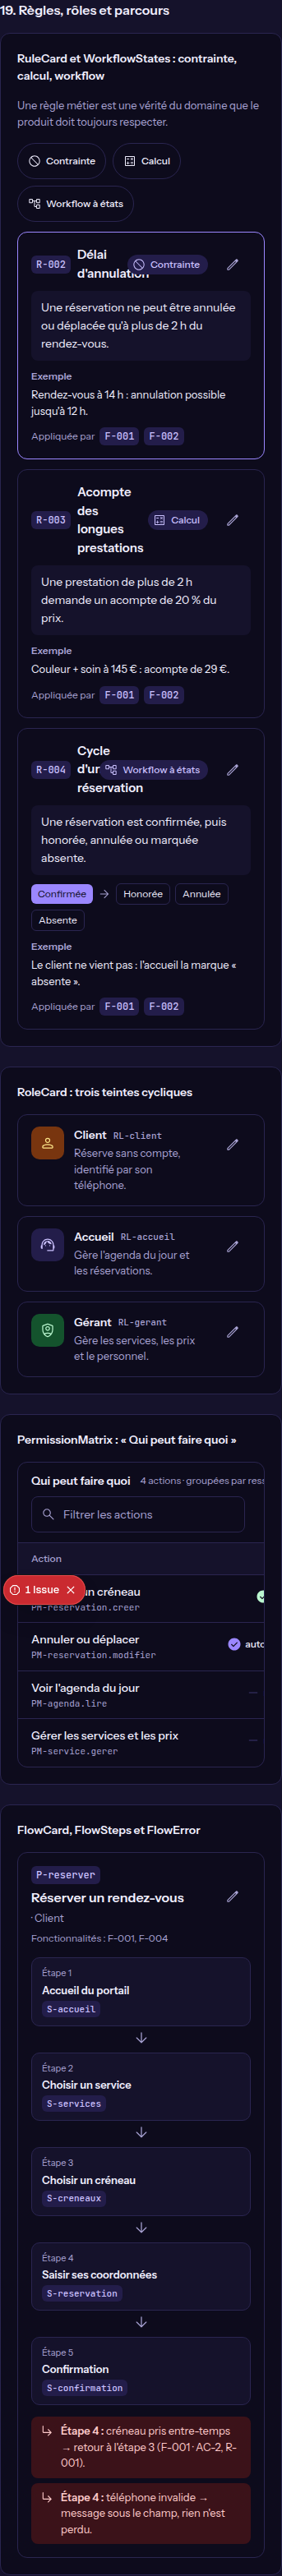 19. Règles, rôles et parcours
RuleCard et WorkflowStates : contrainte,
calcul, workflow
Une règle métier est une vérité du domaine que le
produit doit toujours respecter.
Contrainte
Calcul
Workflow à états
R-002
Délai
d'annulation
Contrainte
Une réservation ne peut être annulée
ou déplacée qu'à plus de 2 h du
rendez-vous.
Exemple
Rendez-vous à 14 h : annulation possible
jusqu'à 12 h.
Appliquée par F-001 F-002
R-003
Acompte
des
longues
prestations
Calcul
Une prestation de plus de 2 h
demande un acompte de 20 % du
prix.
Exemple
Couleur + soin à 145 € : acompte de 29 €.
Appliquée par F-001 F-002
R-004
Cycle
d'ur
réservation
Workflow à états
Une réservation est confirmée, puis
honorée, annulée ou marquée
absente.
Confirmée → Honorée Annulée
Absente
Exemple
Le client ne vient pas : l'accueil la marque «
absente ».
Appliquée par F-001 F-002
RoleCard : trois teintes cycliques
Client RL-client
Réserve sans compte,
identifié par son
téléphone.
Accueil RL-accueil
Gère l'agenda du jour et
les réservations.
Gérant RL-gerant
Gère les services, les prix
et le personnel.
PermissionMatrix : « Qui peut faire quoi »
Qui peut faire quoi 4 actions · groupées par ress
Filtrer les actions
Action
1 Issue
un créneau
PM-reservation.creer
Annuler ou déplacer
auto
PM-reservation.modifier
Voir l'agenda du jour
PM-agenda.lire
Gérer les services et les prix
PM-service.gerer
FlowCard, FlowSteps et FlowError
P-reserver
Réserver un rendez-vous
· Client
Fonctionnalités : F-001, F-004
Étape 1
Accueil du portail
S-accueil
Étape 2
Choisir un service
S-services
Étape 3
Choisir un créneau
S-creneaux
Étape 4
Saisir ses coordonnées
S-reservation
Étape 5
Confirmation
S-confirmation
Étape 4 : créneau pris entre-temps
→ retour à l'étape 3 (F-001 · AC-2, R-
001).
Étape 4 : téléphone invalide →
message sous le champ, rien n'est
perdu.